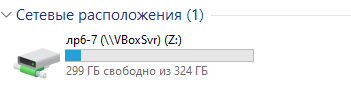 Сетевые расположения (1)
лр6-7 (\\VBoxSvr) (Z:)
299 ГБ свободно из 324 ГБ